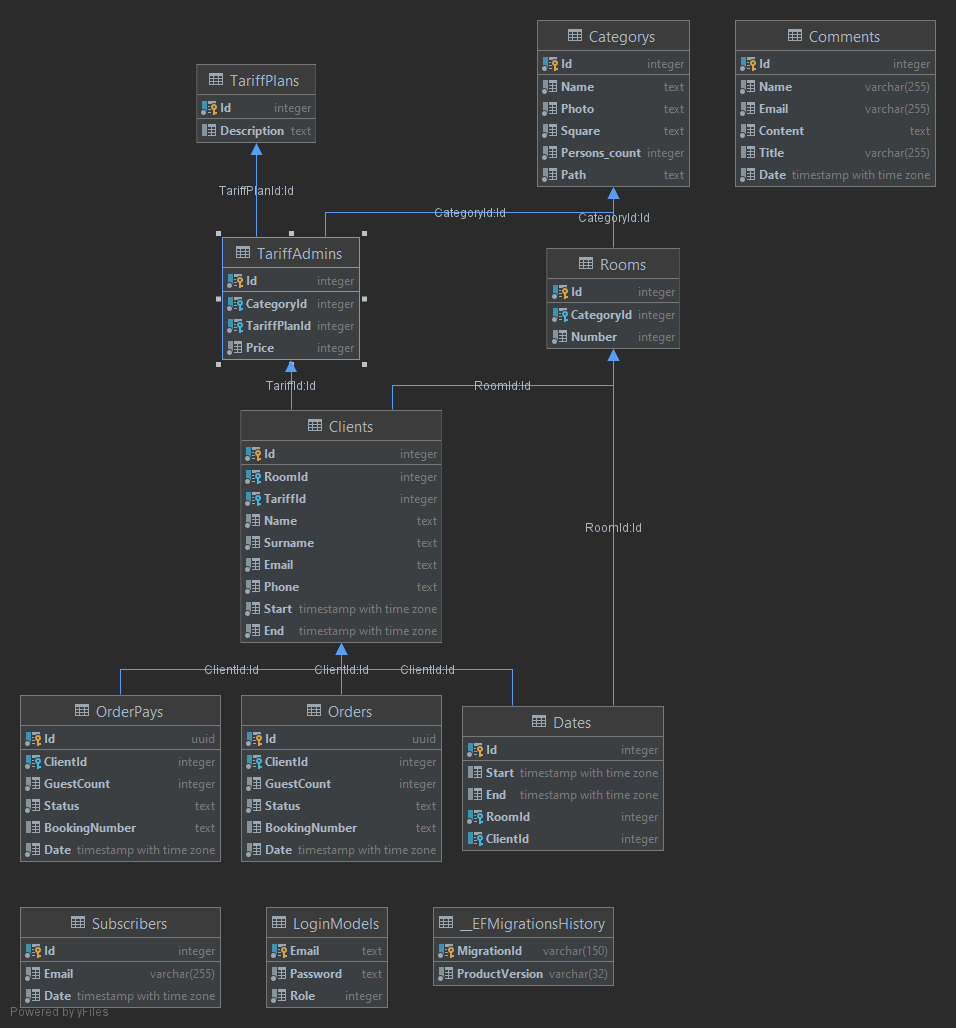 Categorys
Id integer
Name text
Photo text
Square text
Persons_count integer
Path text
Comments
Id integer
Name varchar(255)
Email varchar(255)
Content text
Title varchar(255)
Date timestamp with time zone
TariffPlans
Id integer
Description text
TariffPlanId:Id
CategoryId:Id
CategoryId:Id
TariffAdmins
Id integer
CategoryId integer
TariffPlanId integer
Price integer
Rooms
Id integer
CategoryId integer
Number integer
TariffId:Id
RoomId:Id
Clients
Id integer
RoomId integer
TariffId integer
Name text
Surname text
Email text
Phone text
Start timestamp with time zone
End timestamp with time zone
RoomId:Id
ClientId:Id
ClientId:Id
ClientId:Id
OrderPays
Id uuid
ClientId integer
GuestCount integer
Status text
BookingNumber text
Date timestamp with time zone
Orders
Id uuid
ClientId integer
GuestCount integer
Status text
BookingNumber text
Date timestamp with time zone
Dates
Id integer
Start timestamp with time zone
End timestamp with time zone
RoomId integer
ClientId integer
Subscribers
Id integer
Email varchar(255)
Date timestamp with time zone
LoginModels
Email text
Password text
Role integer
__EFMigrationsHistory
MigrationId varchar(150)
ProductVersion varchar(32)
Powered by yFiles